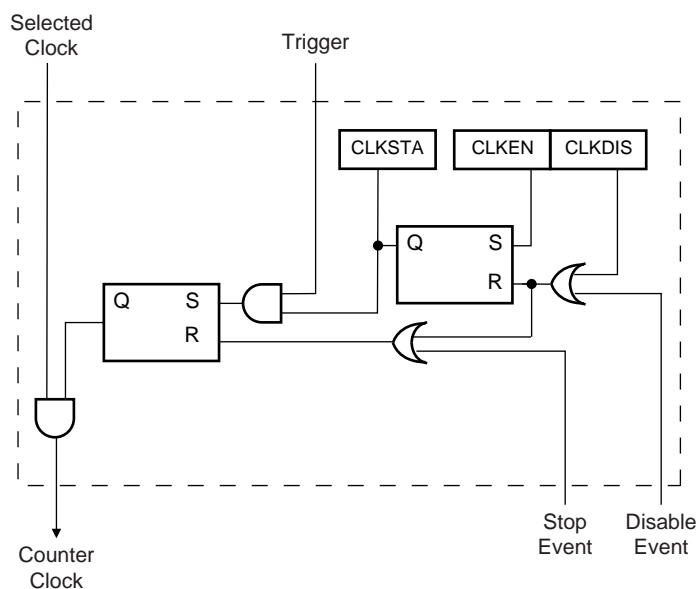 Selected
Clock
Trigger
CLKSTA
CLKEN
CLKDIS
Q
S
R
Q
S
R
Counter
Clock
Stop
Event
Disable
Event